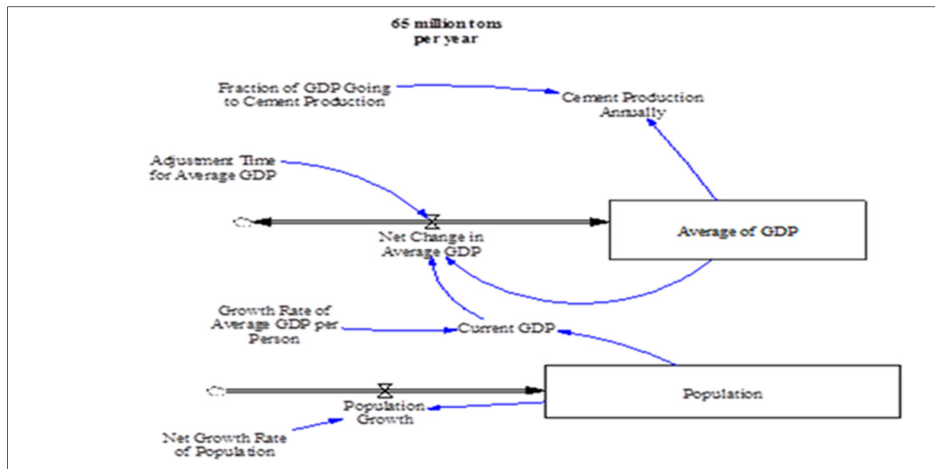 65 million tons
per year
Fraction of GDP Going
to Cement Production
Cement Production
Annually
Adjustment Time
for Average GDP
Net Change in
Average GDP
Average of GDP
Growth Rate of
Average GDP per
Person
Current GDP
Population
Growth
Population
Net Growth Rate
of Population